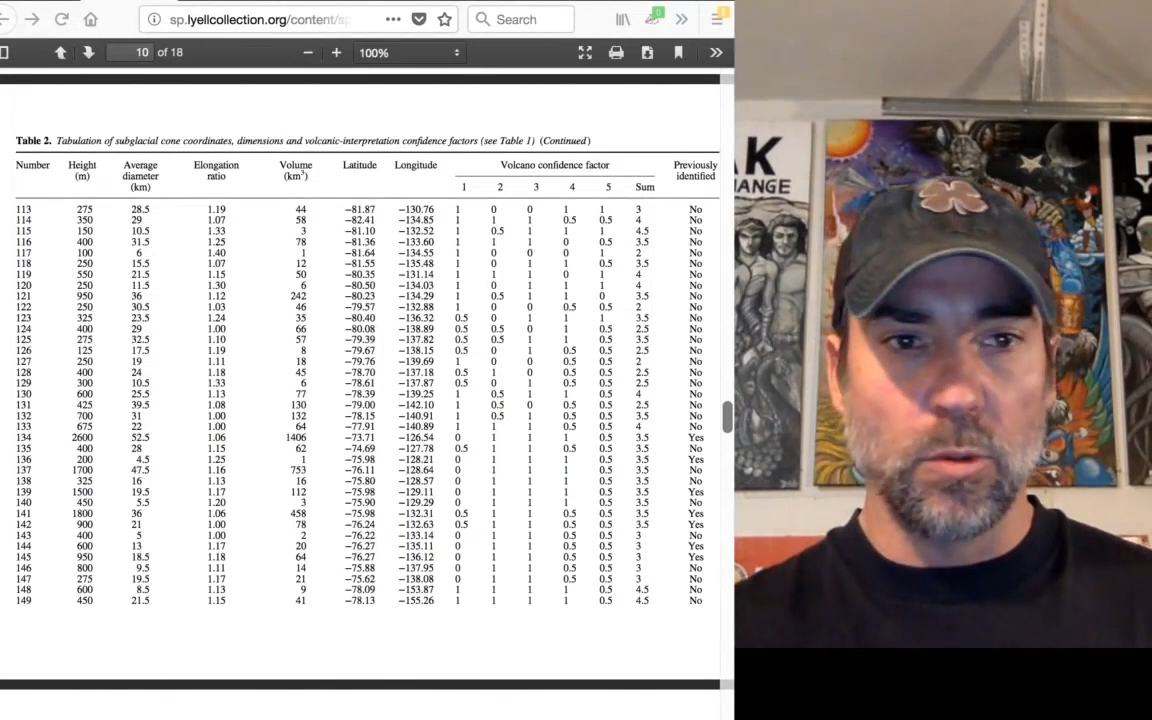 sp.lyellcollection.org/content/sp
Search
10 of 18
100%
Table 2. Tabulation of subglacial cone coordinates, dimensions and volcanic-interpretation confidence factors (see Table 1) (Continued)
Number Height (m) Average diameter (km) Elongation ratio Volume (km³) Latitude Longitude Volcano confidence factor Previously identified
1 2 3 4 5 Sum
113 275 28.5 1.19 44 −81.87 −130.76 1 0 0 1 1 3 No
114 350 29 1.07 58 −82.41 −134.85 1 1 1 0.5 0.5 4 No
115 150 10.5 1.33 3 −81.10 −132.52 1 0.5 1 1 1 4.5 No
116 400 31.5 1.25 78 −81.36 −133.60 1 1 1 0 0.5 3.5 No
117 100 6 1.40 1 −81.64 −134.55 1 0 0 0 1 2 No
118 250 15.5 1.07 12 −81.55 −135.48 1 0 1 1 0.5 3.5 No
119 550 21.5 1.15 50 −80.35 −131.14 1 1 1 0 1 4 No
120 250 11.5 1.30 6 −80.50 −134.03 1 0 1 1 1 4 No
121 950 36 1.12 242 −80.23 −134.29 1 0.5 1 1 0 3.5 No
122 250 30.5 1.03 46 −79.57 −132.88 1 0 0 0.5 0.5 2 No
123 325 23.5 1.24 35 −80.40 −136.32 0.5 0 1 1 1 3.5 No
124 400 29 1.00 66 −80.08 −138.89 0.5 0.5 0 1 0.5 2.5 No
125 275 32.5 1.10 57 −79.39 −137.82 0.5 0.5 1 1 0.5 3.5 No
126 125 17.5 1.19 8 −79.67 −138.15 0.5 0 1 0.5 0.5 2.5 No
127 250 19 1.11 18 −79.76 −139.69 1 0 0 0.5 0.5 2 No
128 400 24 1.18 45 −78.70 −137.18 0.5 1 0 0.5 0.5 2.5 No
129 300 10.5 1.33 6 −78.61 −137.87 0.5 0 1 0.5 0.5 2.5 No
130 600 25.5 1.13 77 −78.39 −139.25 1 0.5 1 1 0.5 4 No
131 425 39.5 1.08 130 −79.00 −142.10 1 0.5 0 0.5 0.5 2.5 No
132 700 31 1.00 132 −78.15 −140.91 1 0.5 1 0.5 0.5 3.5 No
133 675 22 1.00 64 −77.91 −140.89 1 1 1 0.5 0.5 4 No
134 2600 52.5 1.06 1406 −73.71 −126.54 0 1 1 1 0.5 3.5 Yes
135 400 28 1.00 62 −74.69 −127.78 0.5 1 1 0.5 0.5 3.5 No
136 200 4.5 1.25 1 −75.98 −128.21 0 1 1 1 0.5 3.5 Yes
137 1700 47.5 1.16 753 −76.11 −128.64 0 1 1 1 0.5 3.5 No
138 325 16 1.13 16 −75.80 −128.57 0 1 1 1 0.5 3.5 No
139 1500 19.5 1.17 112 −75.98 −129.11 0 1 1 1 0.5 3.5 Yes
140 450 5.5 1.20 3 −75.90 −129.29 0 1 1 1 0.5 3.5 No
141 1800 36 1.06 458 −75.98 −132.31 0.5 1 1 0.5 0.5 3.5 Yes
142 900 21 1.00 78 −76.24 −132.63 0.5 1 1 0.5 0.5 3.5 Yes
143 400 5 1.00 2 −76.22 −133.14 0 1 1 0.5 0.5 3 No
144 600 13 1.17 20 −76.27 −135.11 0 1 1 0.5 0.5 3 Yes
145 950 18.5 1.18 64 −76.27 −136.12 0 1 1 0.5 0.5 3 Yes
146 800 9.5 1.11 14 −75.88 −137.95 0 1 1 0.5 0.5 3 No
147 275 19.5 1.17 21 −75.62 −138.08 0 1 1 0.5 0.5 3 No
148 600 8.5 1.13 9 −78.09 −153.87 1 1 1 1 0.5 4.5 No
149 450 21.5 1.15 41 −78.13 −155.26 1 1 1 1 0.5 4.5 No